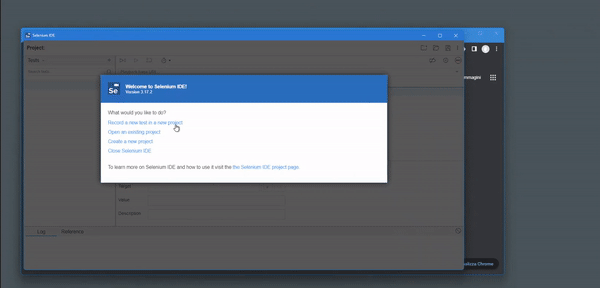 Selenium IDE
Project:
Tests
Immagini
Se
Welcome to Selenium IDE!
Version 3.17.2
What would you like to do?
Record a new test in a new project
Open an existing project
Create a new project
Close Selenium IDE
To learn more on Selenium IDE and how to use it visit the the Selenium IDE project page.
Target
Value
Description
Log
Reference
Chrome